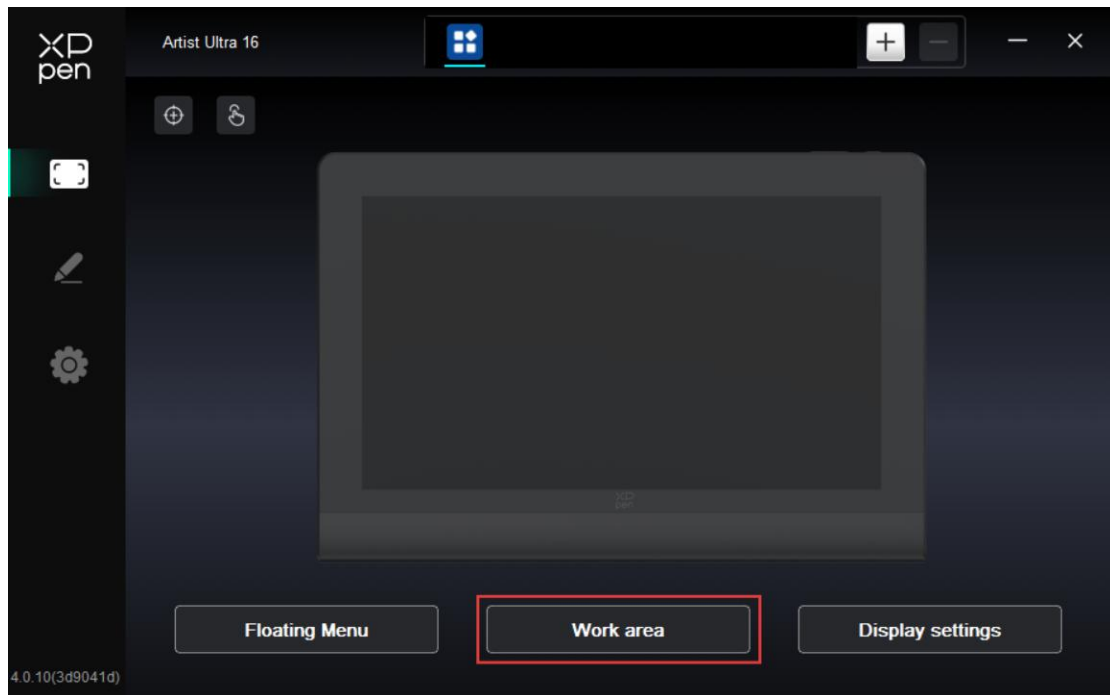 XP
pen
Artist Ultra 16
XP
pen
Floating Menu
Work area
Display settings
4.0.10(3d9041d)